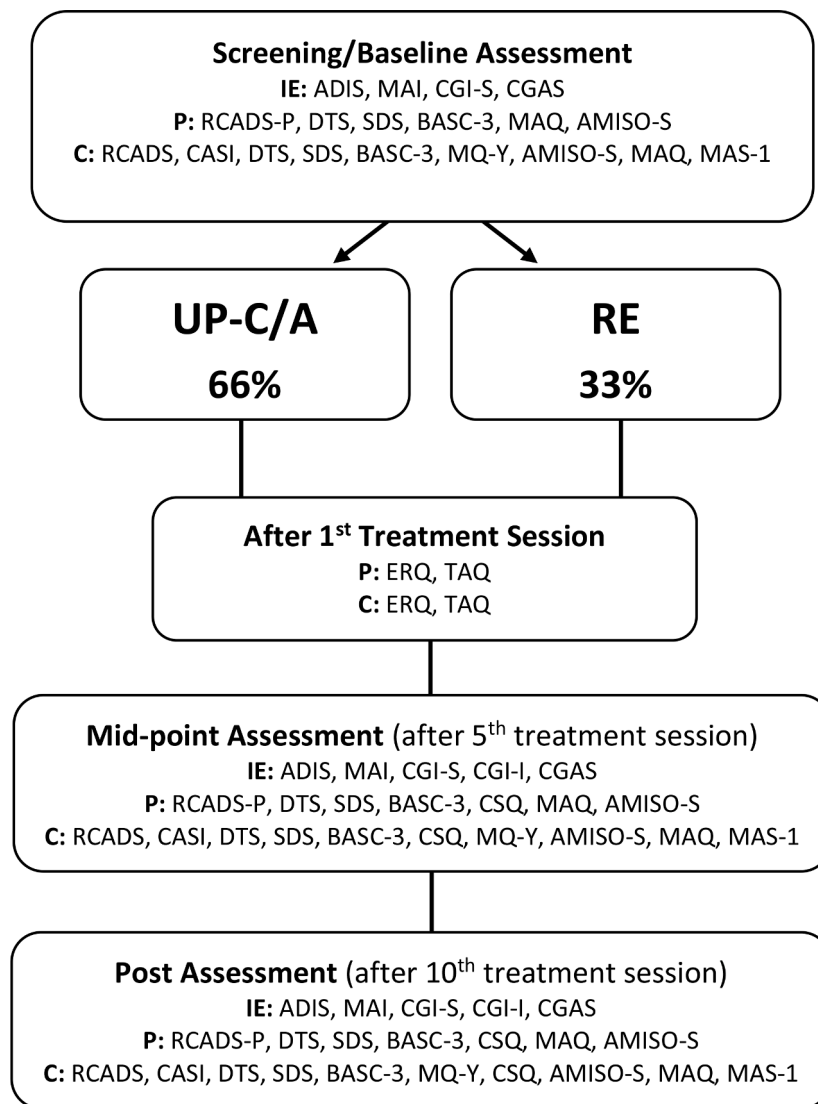 Screening/Baseline Assessment
IE: ADIS, MAI, CGI-S, CGAS
P: RCADS-P, DTS, SDS, BASC-3, MAQ, AMISO-S
C: RCADS, CASI, DTS, SDS, BASC-3, MQ-Y, AMISO-S, MAQ, MAS-1
UP-C/A
66%
RE
33%
After 1st Treatment Session
P: ERQ, TAQ
C: ERQ, TAQ
Mid-point Assessment (after 5th treatment session)
IE: ADIS, MAI, CGI-S, CGI-I, CGAS
P: RCADS-P, DTS, SDS, BASC-3, CSQ, MAQ, AMISO-S
C: RCADS, CASI, DTS, SDS, BASC-3, CSQ, MQ-Y, AMISO-S, MAQ, MAS-1
Post Assessment (after 10th treatment session)
IE: ADIS, MAI, CGI-S, CGI-I, CGAS
P: RCADS-P, DTS, SDS, BASC-3, CSQ, MAQ, AMISO-S
C: RCADS, CASI, DTS, SDS, BASC-3, MQ-Y, CSQ, AMISO-S, MAQ, MAS-1